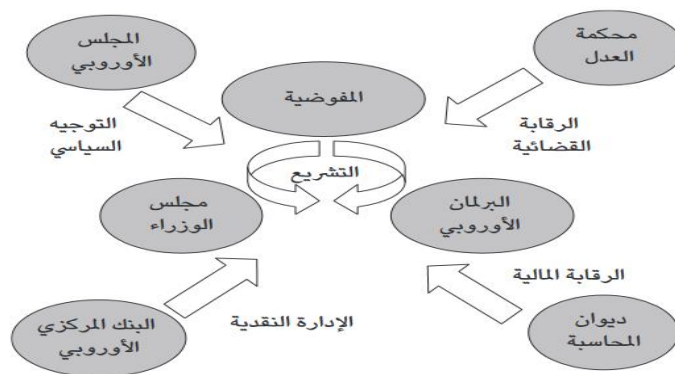 المجلس
الأوروبي
محكمة
العدل
المفوضية
التوجيه
السياسي
الرقابة
القضائية
التشريع
مجلس
الوزراء
البرلمان
الأوروبي
الرقابة المالية
الإدارة النقدية
البنك المركزي
الأوروبي
ديوان
المحاسبة